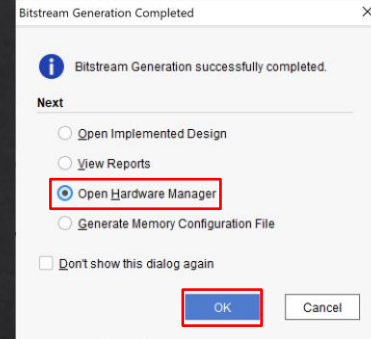 Bitstream Generation Completed
Bitstream Generation successfully completed.
Next
Open Implemented Design
View Reports
Open Hardware Manager
Generate Memory Configuration File
Don't show this dialog again
OK Cancel